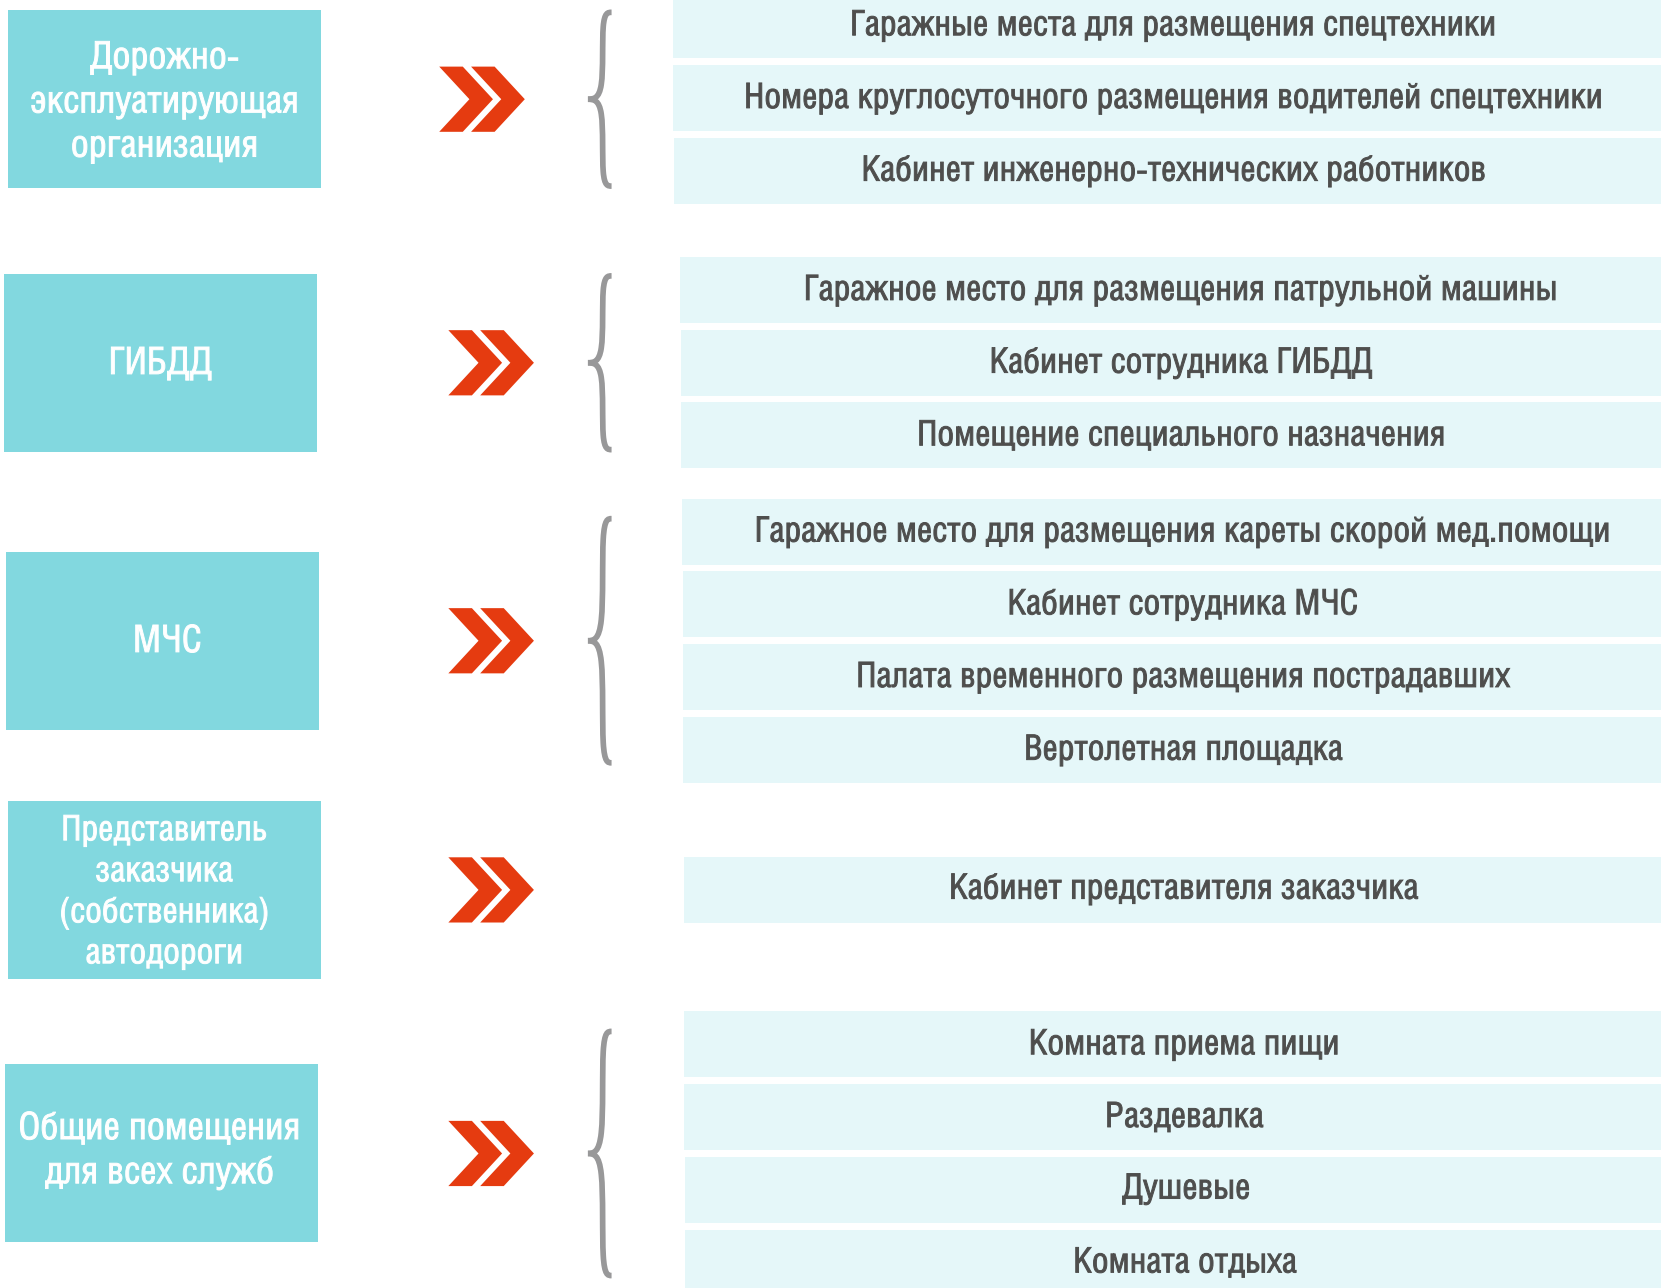 Дорожно-
эксплуатирующая
организация
Гаражные места для размещения спецтехники
Номера круглосуточного размещения водителей спецтехники
Кабинет инженерно-технических работников
ГИБДД
Гаражное место для размещения патрульной машины
Кабинет сотрудника ГИБДД
Помещение специального назначения
МЧС
Гаражное место для размещения кареты скорой мед.помощи
Кабинет сотрудника МЧС
Палата временного размещения пострадавших
Вертолетная площадка
Представитель
заказчика
(собственника)
автодороги
Кабинет представителя заказчика
Общие помещения
для всех служб
Комната приема пищи
Раздевалка
Душевые
Комната отдыха